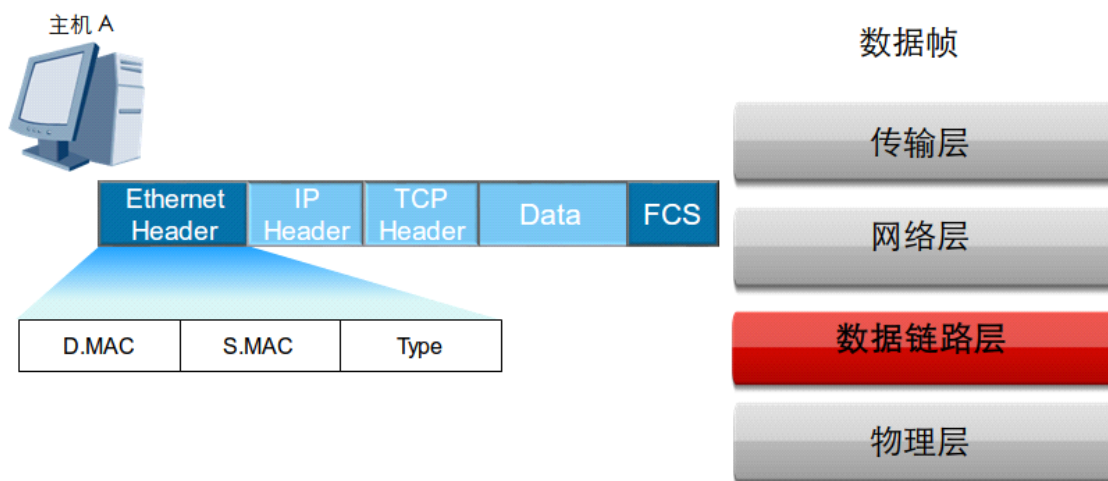 主机 A
数据帧
传输层
Ethernet
Header
IP
Header
TCP
Header
Data
FCS
网络层
D.MAC
S.MAC
Type
数据链路层
物理层